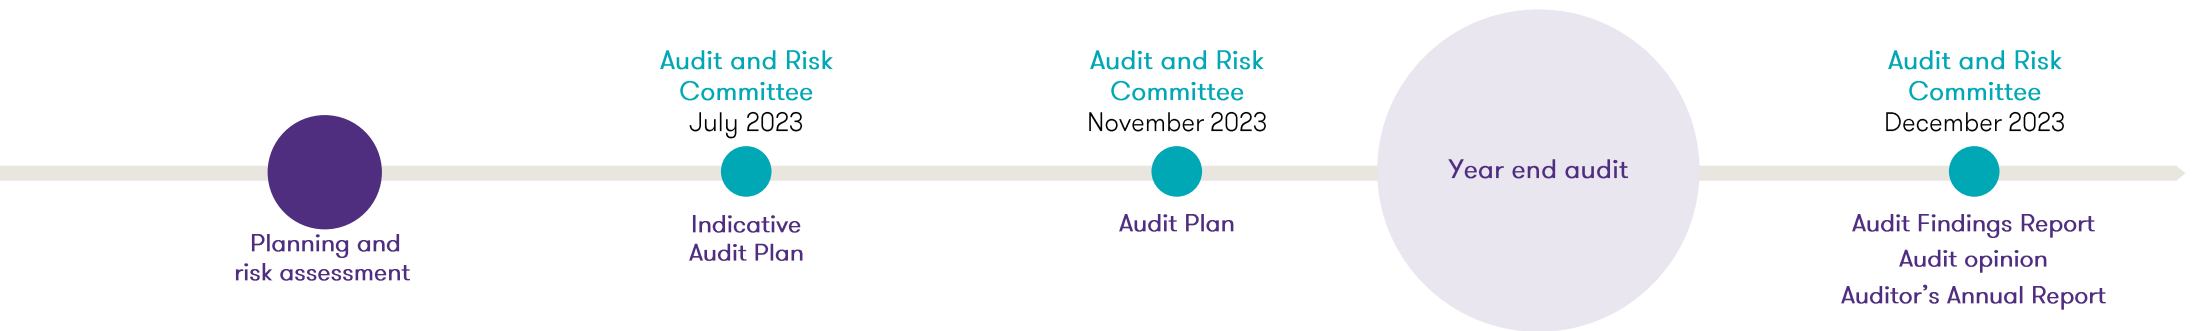 Planning and
risk assessment
Audit and Risk
Committee
July 2023
Indicative
Audit Plan
Audit and Risk
Committee
November 2023
Audit Plan
Year end audit
Audit and Risk
Committee
December 2023
Audit Findings Report
Audit opinion
Auditor’s Annual Report